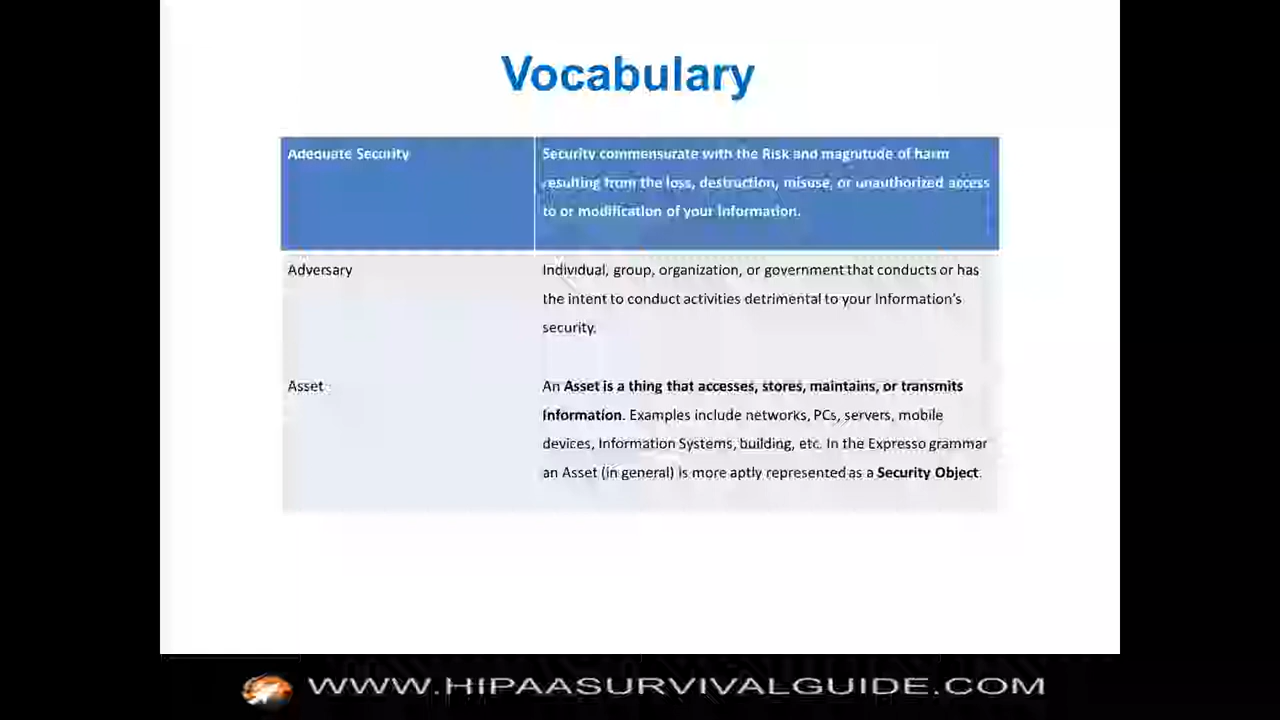 Vocabulary
Adequate Security
Security commensurate with the Risk and magnitude of harm
resulting from the loss, destruction, misuse, or unauthorized access
to or modification of your Information.
Adversary
Individual, group, organization, or government that conducts or has
the intent to conduct activities detrimental to your Information's
security.
Asset
An Asset is a thing that accesses, stores, maintains, or transmits
Information. Examples include networks, PCs, servers, mobile
devices, Information Systems, building, etc. In the Expresso grammar
an Asset (in general) is more aptly represented as a Security Object.
WWW.HIPAASURVIVALGUIDE.COM